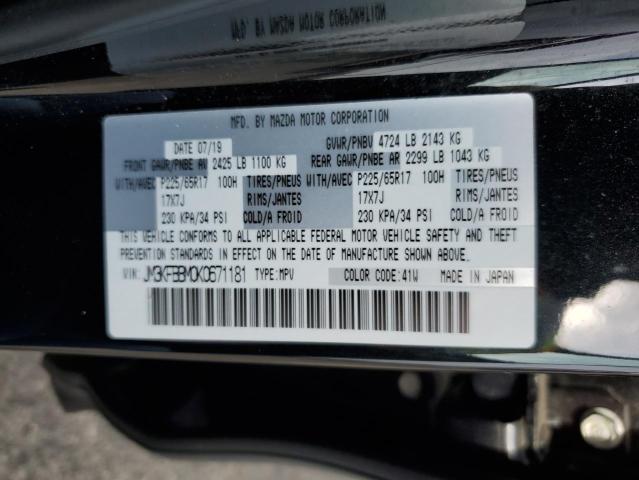 MFD. BY MAZDA MOTOR CORPORATION
DATE 07/19 GVWR/PNBV 4724 LB 2143 KG
FRONT GAWR/PNBE AV 2425 LB 1100 KG REAR GAWR/PNBE AR 2299 LB 1043 KG
WITH/AVEC P225/65R17 100H TIRES/PNEUS WITH/AVEC P225/65R17 100H TIRES/PNEUS
17X7J RIMS/JANTES 17X7J RIMS/JANTES
230 KPA/34 PSI COLD/A FROID 230 KPA/34 PSI COLD/A FROID
THIS VEHICLE CONFORMS TO ALL APPLICABLE FEDERAL MOTOR VEHICLE SAFETY AND THEFT
PREVENTION STANDARDS IN EFFECT ON THE DATE OF MANUFACTURE SHOWN ABOVE.
VIN: JM3KFBBM0K0671181 TYPE:MPV COLOR CODE:41W MADE IN JAPAN